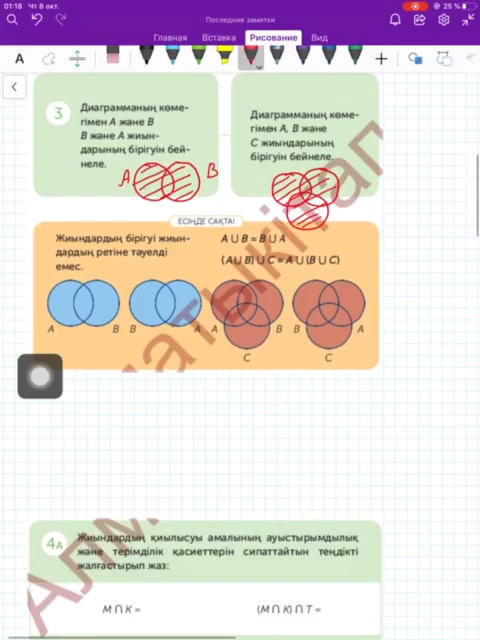 01:18 Чт 8 окт.
25 %
Последние заметки
Главная Вставка Рисование Вид
A
3
Диаграмманың көме-
гімен A және B
B және A жиын-
дарының бірігуін бей-
неле.
A B
Диаграмманың көме-
гімен A, B және
C жиындарының
бірігуін бейнеле.
ЕСІҢДЕ САҚТА!
Жиындардың бірігуі жиын-
дардың ретіне тәуелді
емес.
A ∪ B = B ∪ A
(A ∪ B) ∪ C = A ∪ (B ∪ C)
A B B A A B B A
C C
4А
Жиындардың қиылысуы амалының ауыстырымдылық
және терімділік қасиеттерін сипаттайтын теңдікті
жалғастырып жаз:
M ∩ K = (M ∩ K) ∩ T =